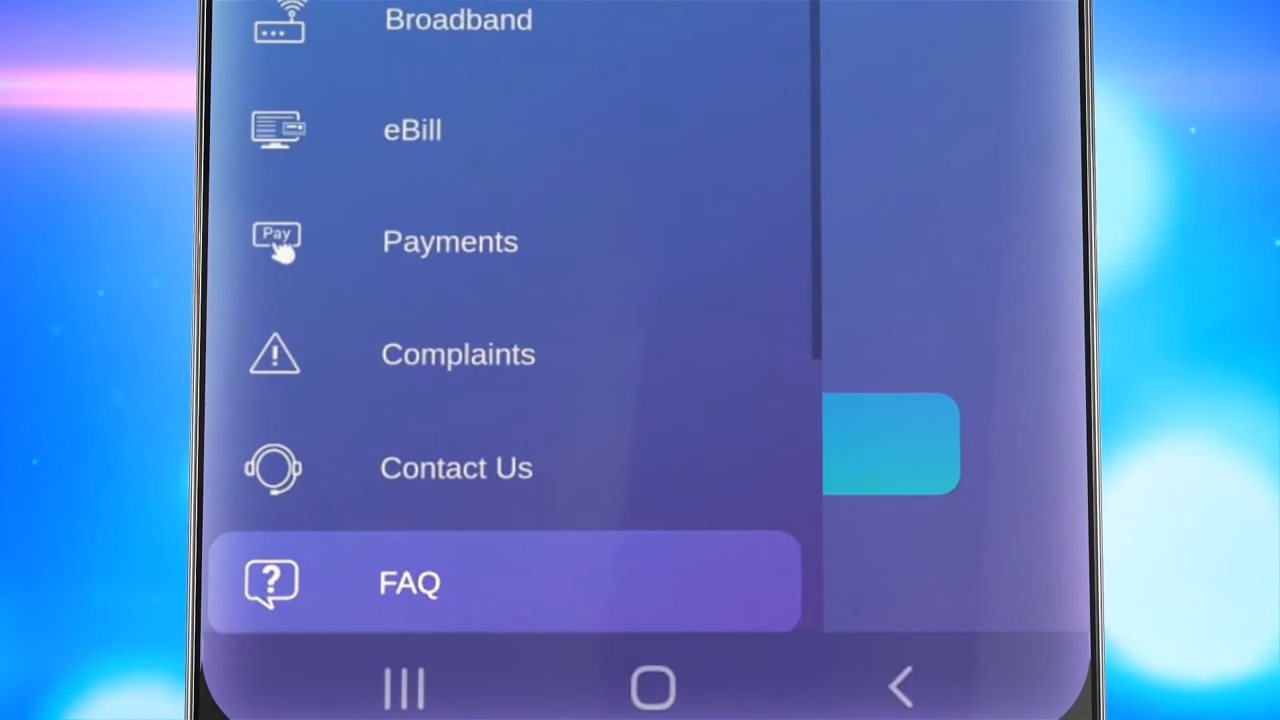 Broadband
eBill
Pay
Payments
Complaints
Contact Us
?
FAQ